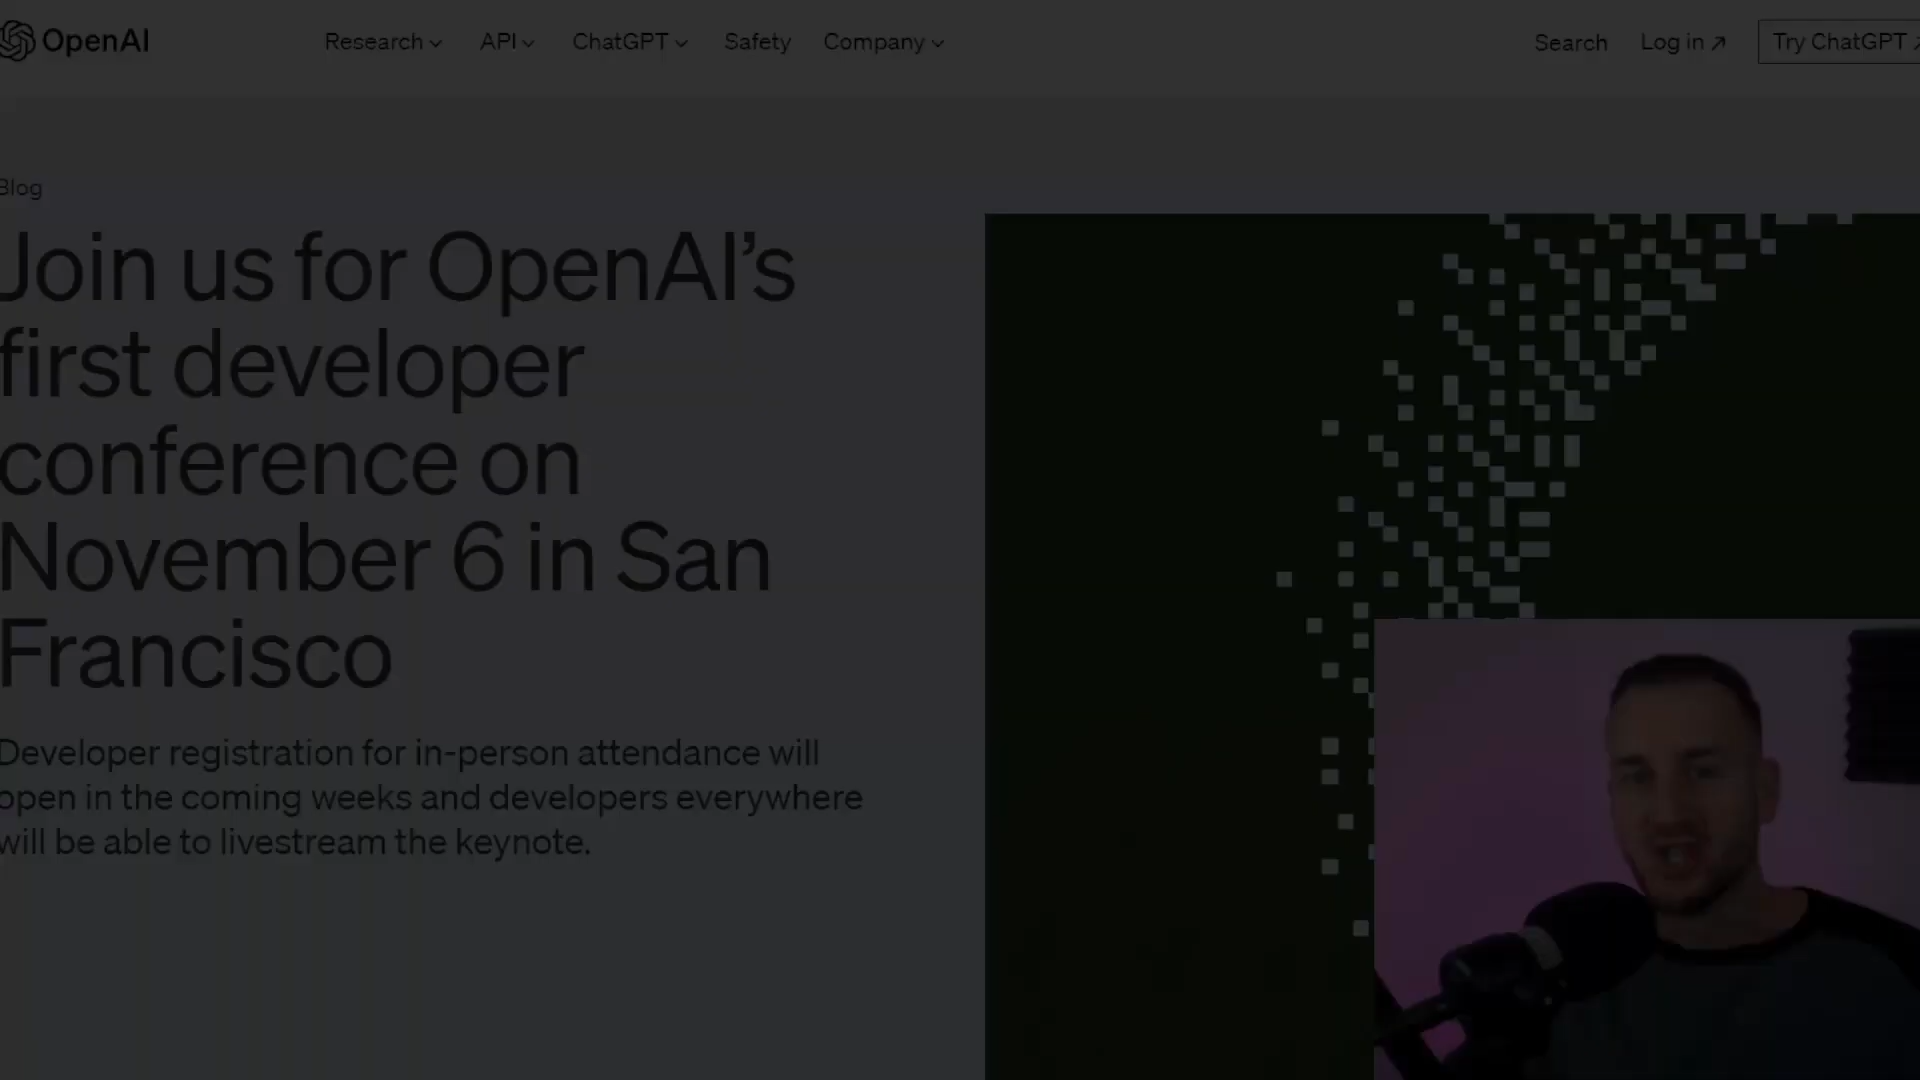 OpenAI
Research
API
ChatGPT
Safety
Company
Search
Log in
Try ChatGPT
Blog
Join us for OpenAI’s
first developer
conference on
November 6 in San
Francisco
Developer registration for in-person attendance will
open in the coming weeks and developers everywhere
will be able to livestream the keynote.